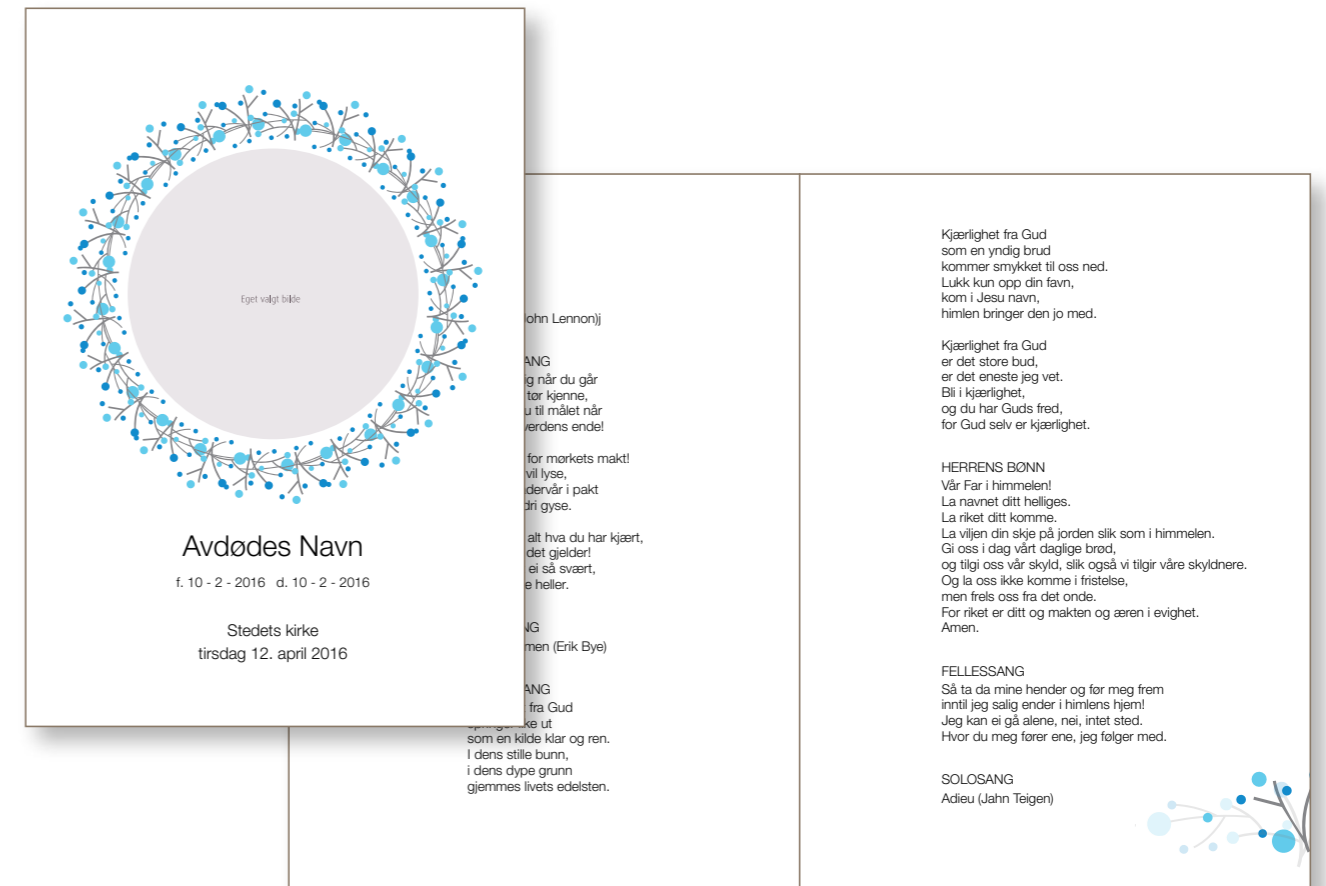 Eget valgt bilde
Avdødes Navn
f. 10 - 2 - 2016 d. 10 - 2 - 2016
Stedets kirke
tirsdag 12. april 2016
ohn Lennon)j
ANG
ig når du går
tør kjenne,
u til målet når
verdens ende!
for mørkets makt!
vil lyse,
dervår i pakt
dri gyse.
alt hva du har kjært,
det gjelder!
ei så svært,
e heller.
NG
men (Erik Bye)
ANG
fra Gud
ke ut
som en kilde klar og ren.
I dens stille bunn,
i dens dype grunn
gjemmes livets edelsten.
Kjærlighet fra Gud
som en yndig brud
kommer smykket til oss ned.
Lukk kun opp din favn,
kom i Jesu navn,
himlen bringer den jo med.
Kjærlighet fra Gud
er det store bud,
er det eneste jeg vet.
Bli i kjærlighet,
og du har Guds fred,
for Gud selv er kjærlighet.
HERRENS BØNN
Vår Far i himmelen!
La navnet ditt helliges.
La riket ditt komme.
La viljen din skje på jorden slik som i himmelen.
Gi oss i dag vårt daglige brød,
og tilgi oss vår skyld, slik også vi tilgir våre skyldnere.
Og la oss ikke komme i fristelse,
men frels oss fra det onde.
For riket er ditt og makten og æren i evighet.
Amen.
FELLESSANG
Så ta da mine hender og før meg frem
inntil jeg salig ender i himlens hjem!
Jeg kan ei gå alene, nei, intet sted.
Hvor du meg fører ene, jeg følger med.
SOLOSANG
Adieu (Jahn Teigen)